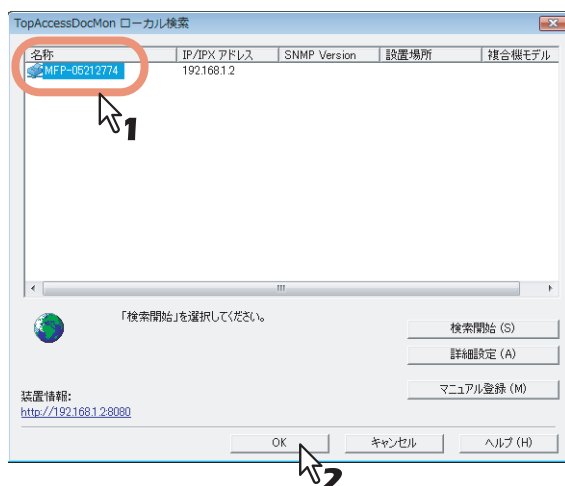 TopAccessDocMon ローカル検索
名称 IP/IPX アドレス SNMP Version 設置場所 複合機モデル
MFP-05212774 192.168.1.2
1
「検索開始」を選択してください。
検索開始 (S)
詳細設定 (A)
マニュアル登録 (M)
装置情報:
http://192.168.1.2:8080
OK キャンセル ヘルプ (H)
2